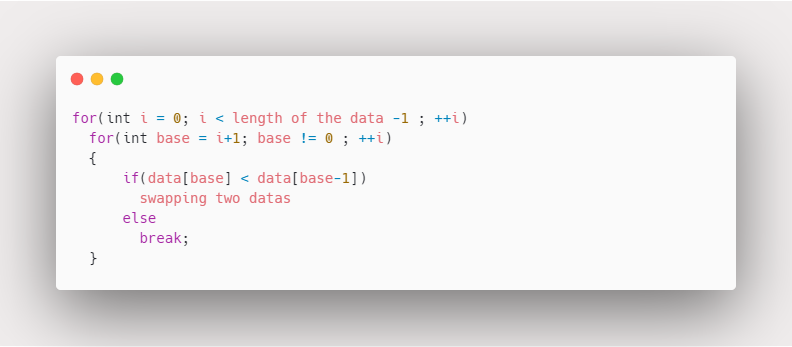 for(int i = 0; i < length of the data -1 ; ++i)
for(int base = i+1; base != 0 ; ++i)
{
if(data[base] < data[base-1])
swapping two datas
else
break;
}